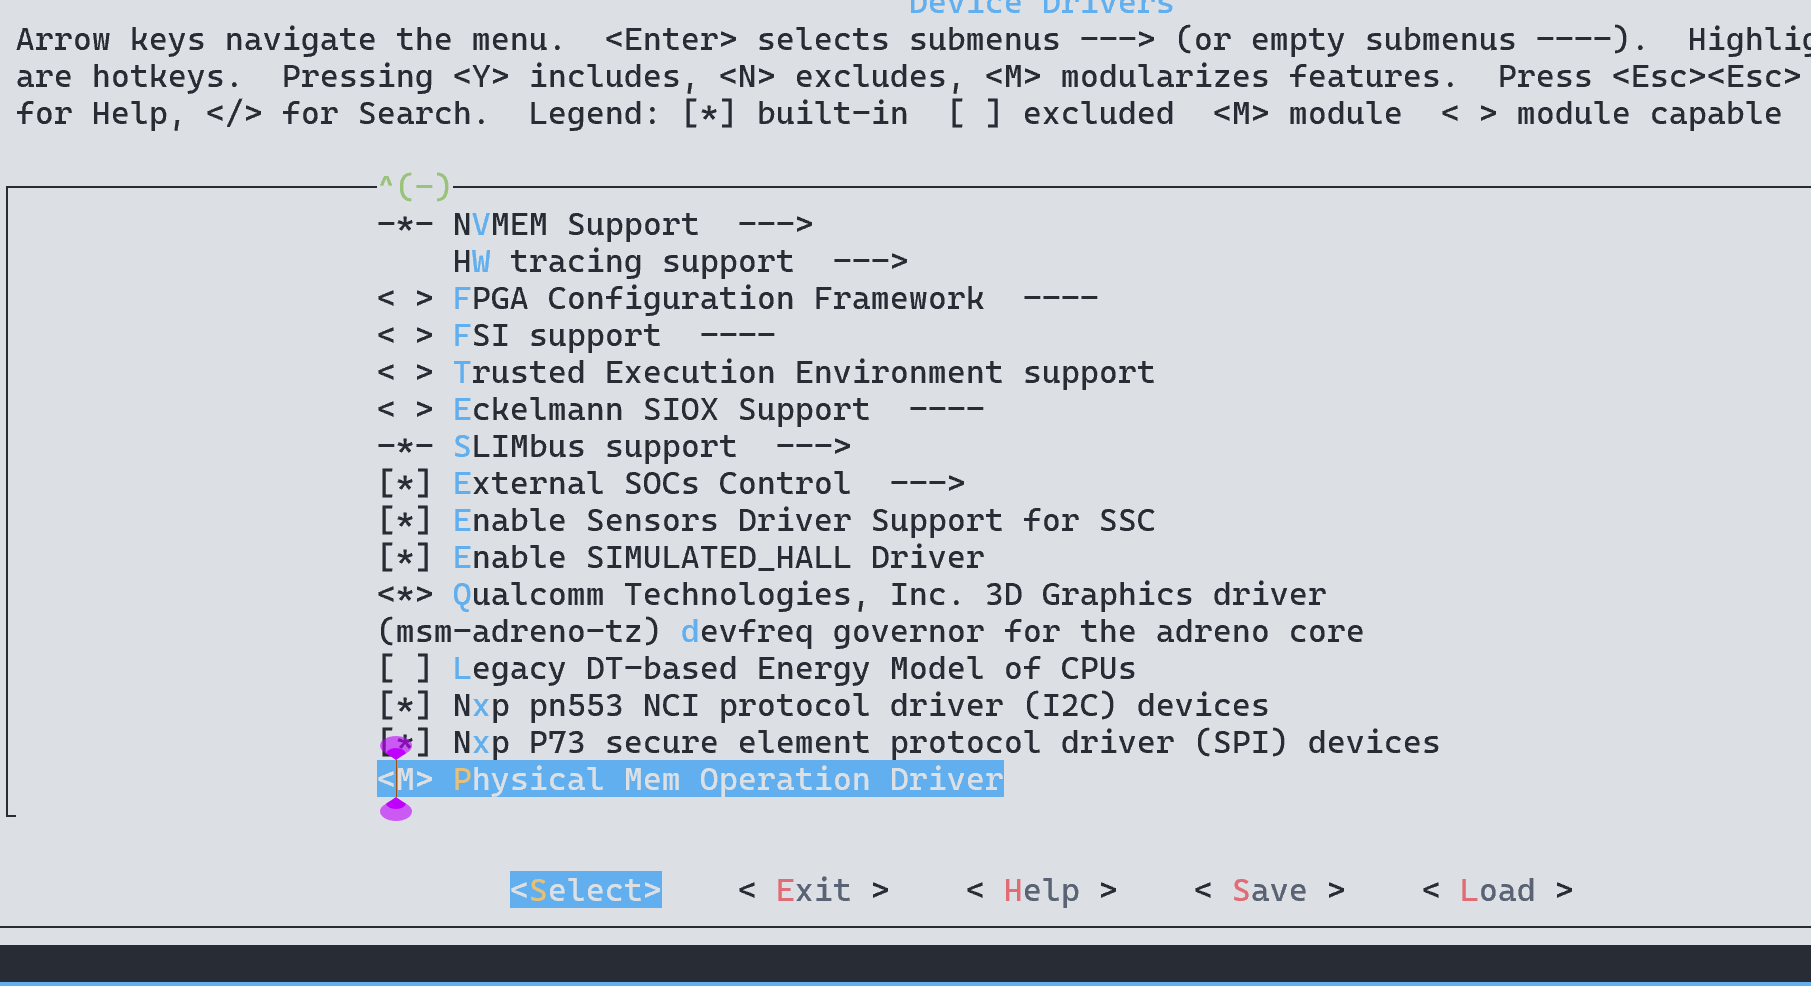 Device Drivers
Arrow keys navigate the menu.  <Enter> selects submenus ---> (or empty submenus ----).  Highlig
are hotkeys.  Pressing <Y> includes, <N> excludes, <M> modularizes features.  Press <Esc><Esc>
for Help, </> for Search.  Legend: [*] built-in  [ ] excluded  <M> module  < > module capable
^(-)
-*- NVMEM Support  --->
HW tracing support  --->
< > FPGA Configuration Framework  ----
< > FSI support  ----
< > Trusted Execution Environment support
< > Eckelmann SIOX Support  ----
-*- SLIMbus support  --->
[*] External SOCs Control  --->
[*] Enable Sensors Driver Support for SSC
[*] Enable SIMULATED_HALL Driver
<*> Qualcomm Technologies, Inc. 3D Graphics driver
(msm-adreno-tz) devfreq governor for the adreno core
[ ] Legacy DT-based Energy Model of CPUs
[*] Nxp pn553 NCI protocol driver (I2C) devices
[*] Nxp P73 secure element protocol driver (SPI) devices
<M> Physical Mem Operation Driver
<Select>    < Exit >    < Help >    < Save >    < Load >